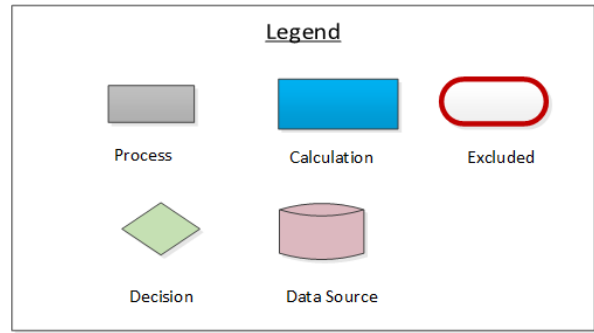 Legend
Process
Calculation
Excluded
Decision
Data Source